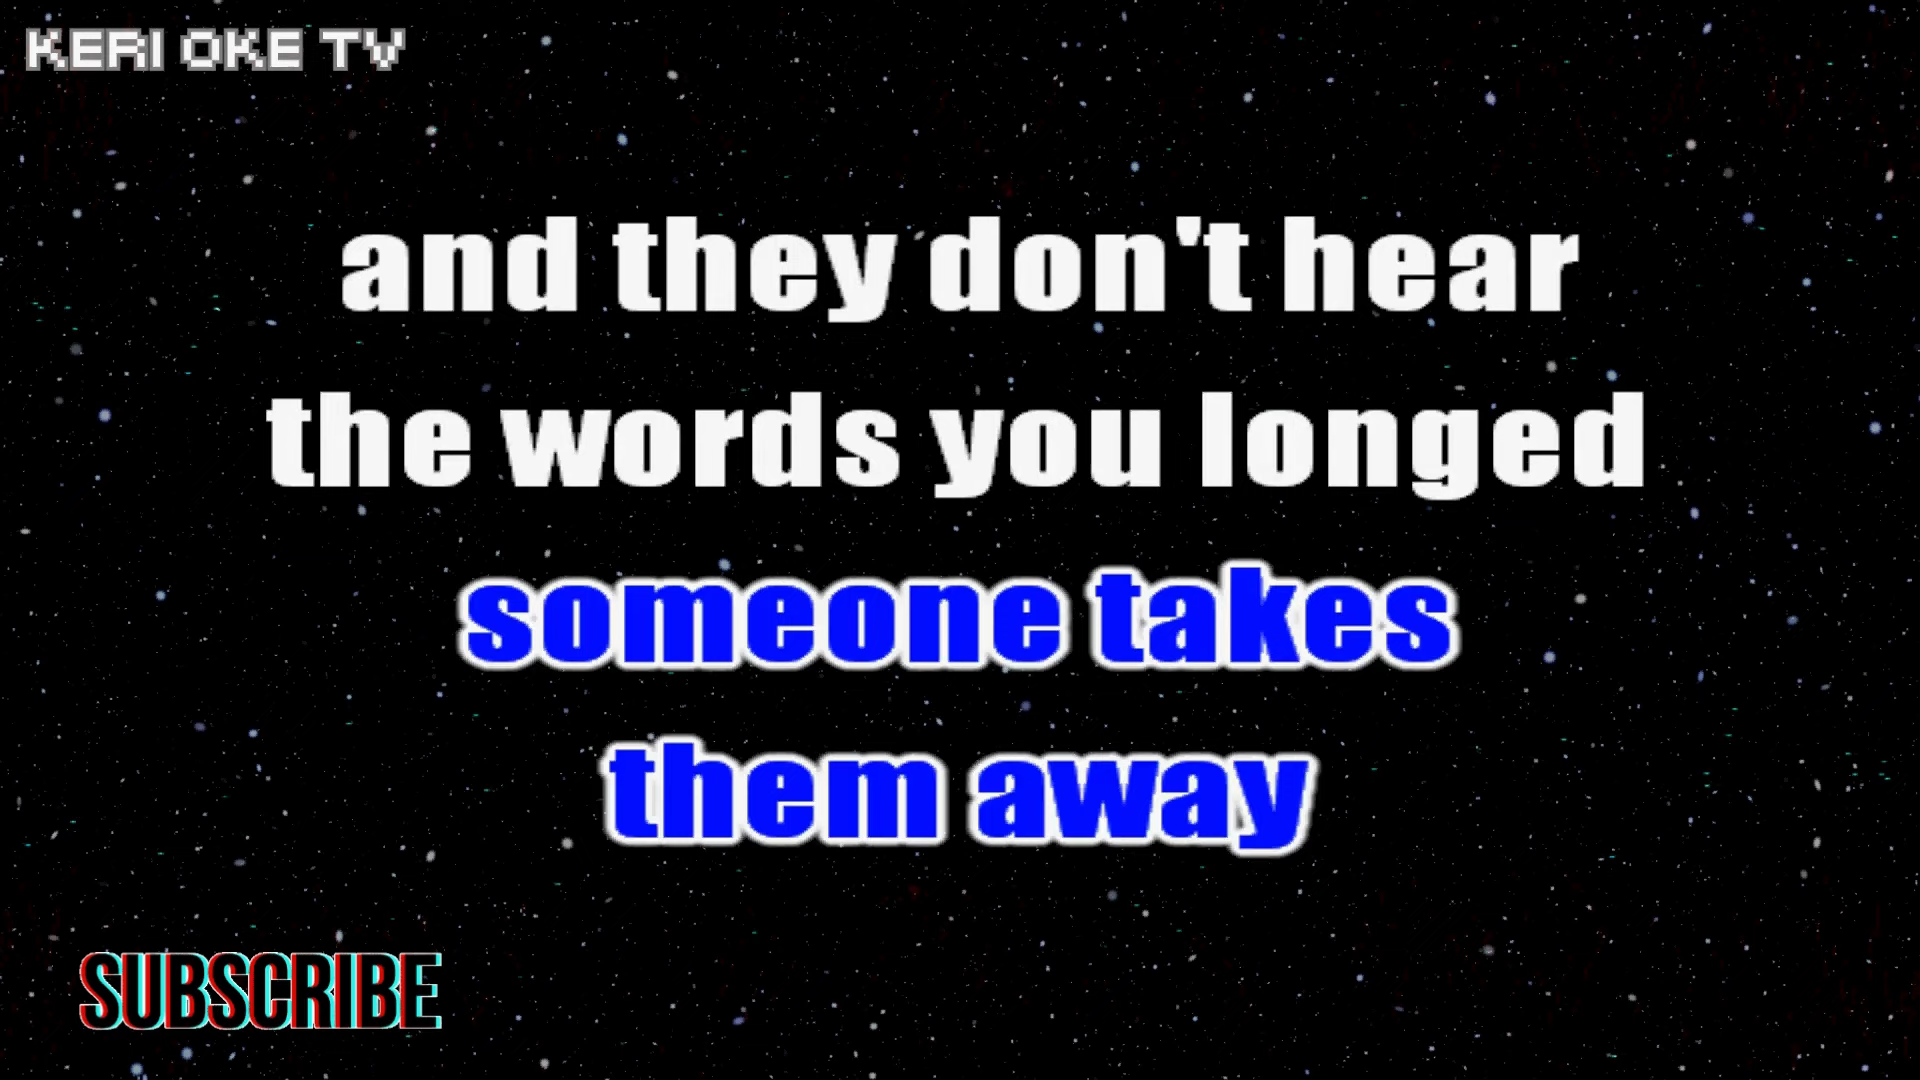 KERI OKE TV
and they don't hear
the words you longed
someone takes
them away
SUBSCRIBE